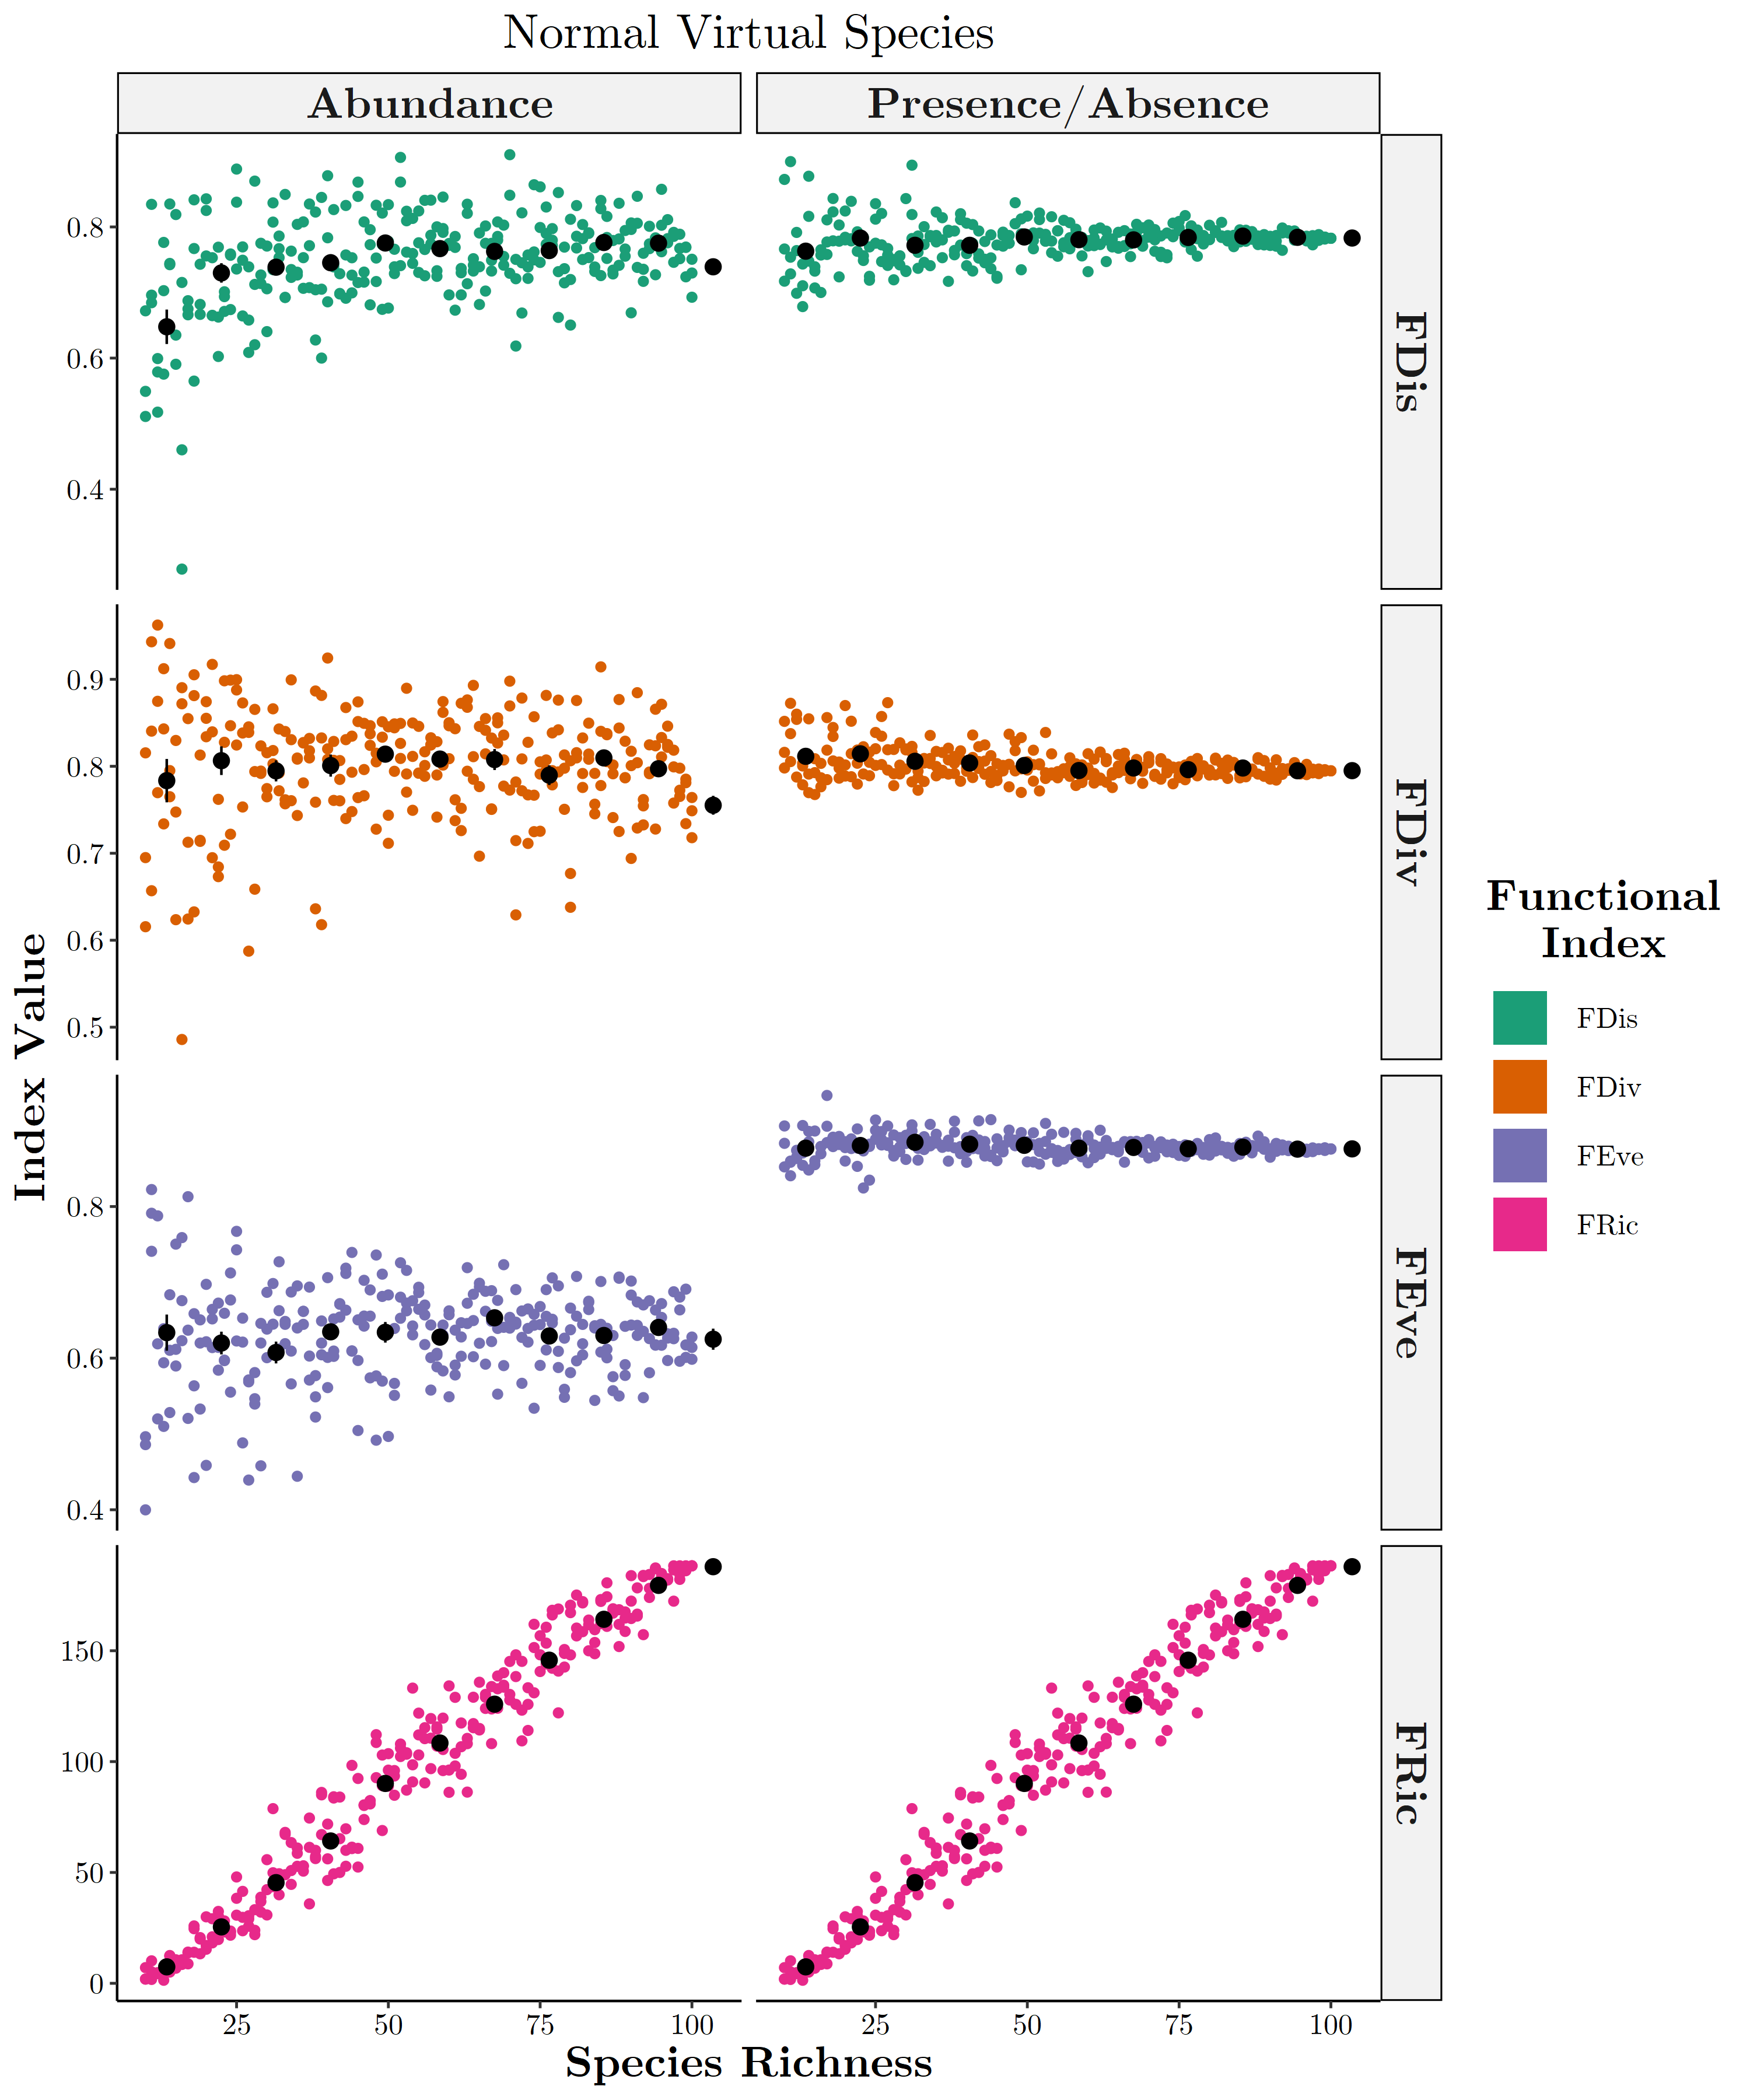 Normal Virtual Species
Abundance
Presence/Absence
0.8
0.6
0.4
FDis
0.9
0.8
0.7
0.6
0.5
FDiv
0.8
0.6
0.4
FEve
150
100
50
0
FRic
25 50 75 100
25 50 75 100
Species Richness
Index Value
Functional
Index
FDis
FDiv
FEve
FRic